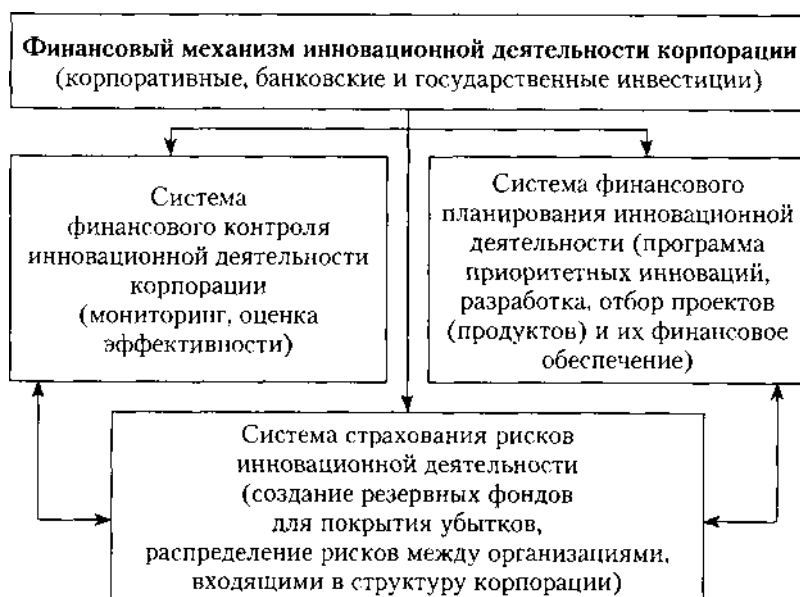 Финансовый механизм инновационной деятельности корпорации
(корпоративные, банковские и государственные инвестиции)
Система
финансового контроля
инновационной деятельности
корпорации
(мониторинг, оценка
эффективности)
Система финансового
планирования инновационной
деятельности (программа
приоритетных инноваций,
разработка, отбор проектов
(продуктов) и их финансовое
обеспечение)
Система страхования рисков
инновационной деятельности
(создание резервных фондов
для покрытия убытков,
распределение рисков между организациями,
входящими в структуру корпорации)